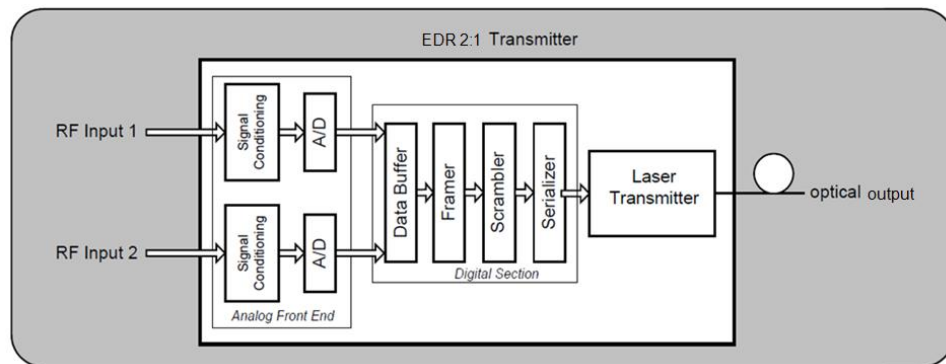 EDR 2:1 Transmitter
RF Input 1
Signal
Conditioning
A/D
RF Input 2
Signal
Conditioning
A/D
Analog Front End
Data Buffer
Framer
Scrambler
Serializer
Digital Section
Laser
Transmitter
optical output